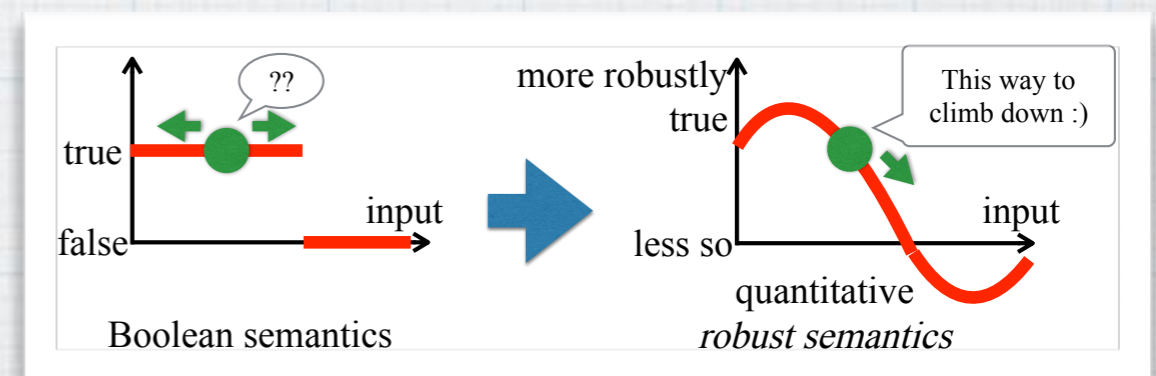 ??
true
false
input
Boolean semantics
more robustly
true
This way to
climb down :)
input
less so
quantitative
robust semantics